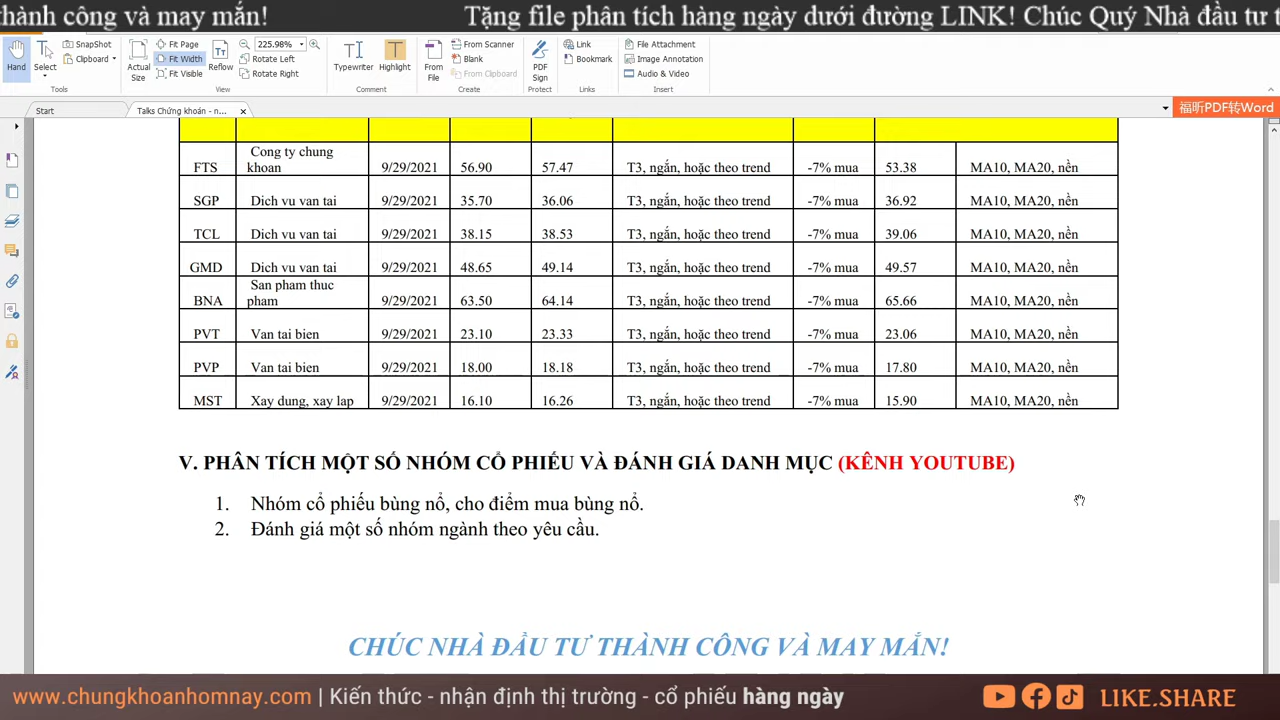 thành công và may mắn! Tặng file phân tích hàng ngày dưới đường LINK! Chúc Quý Nhà đầu tư t
Hand Select SnapShot Clipboard Actual Size Fit Page Fit Width Fit Visible Reflow 225.98% Rotate Left Rotate Right Typewriter Highlight From File From Scanner Blank From Clipboard PDF Sign Link Bookmark File Attachment Image Annotation Audio & Video
Tools View Comment Create Protect Links Insert
Start Talks Chứng khoán - n... 福昕PDF转Word
FTS Cong ty chung khoan 9/29/2021 56.90 57.47 T3, ngắn, hoặc theo trend -7% mua 53.38 MA10, MA20, nền
SGP Dich vu van tai 9/29/2021 35.70 36.06 T3, ngắn, hoặc theo trend -7% mua 36.92 MA10, MA20, nền
TCL Dich vu van tai 9/29/2021 38.15 38.53 T3, ngắn, hoặc theo trend -7% mua 39.06 MA10, MA20, nền
GMD Dich vu van tai 9/29/2021 48.65 49.14 T3, ngắn, hoặc theo trend -7% mua 49.57 MA10, MA20, nền
BNA San pham thuc pham 9/29/2021 63.50 64.14 T3, ngắn, hoặc theo trend -7% mua 65.66 MA10, MA20, nền
PVT Van tai bien 9/29/2021 23.10 23.33 T3, ngắn, hoặc theo trend -7% mua 23.06 MA10, MA20, nền
PVP Van tai bien 9/29/2021 18.00 18.18 T3, ngắn, hoặc theo trend -7% mua 17.80 MA10, MA20, nền
MST Xay dung, xay lap 9/29/2021 16.10 16.26 T3, ngắn, hoặc theo trend -7% mua 15.90 MA10, MA20, nền
V. PHÂN TÍCH MỘT SỐ NHÓM CỔ PHIẾU VÀ ĐÁNH GIÁ DANH MỤC (KÊNH YOUTUBE)
1. Nhóm cổ phiếu bùng nổ, cho điểm mua bùng nổ.
2. Đánh giá một số nhóm ngành theo yêu cầu.
CHÚC NHÀ ĐẦU TƯ THÀNH CÔNG VÀ MAY MẮN!
www.chungkhoanhomnay.com | Kiến thức - nhận định thị trường - cổ phiếu hàng ngày LIKE.SHARE